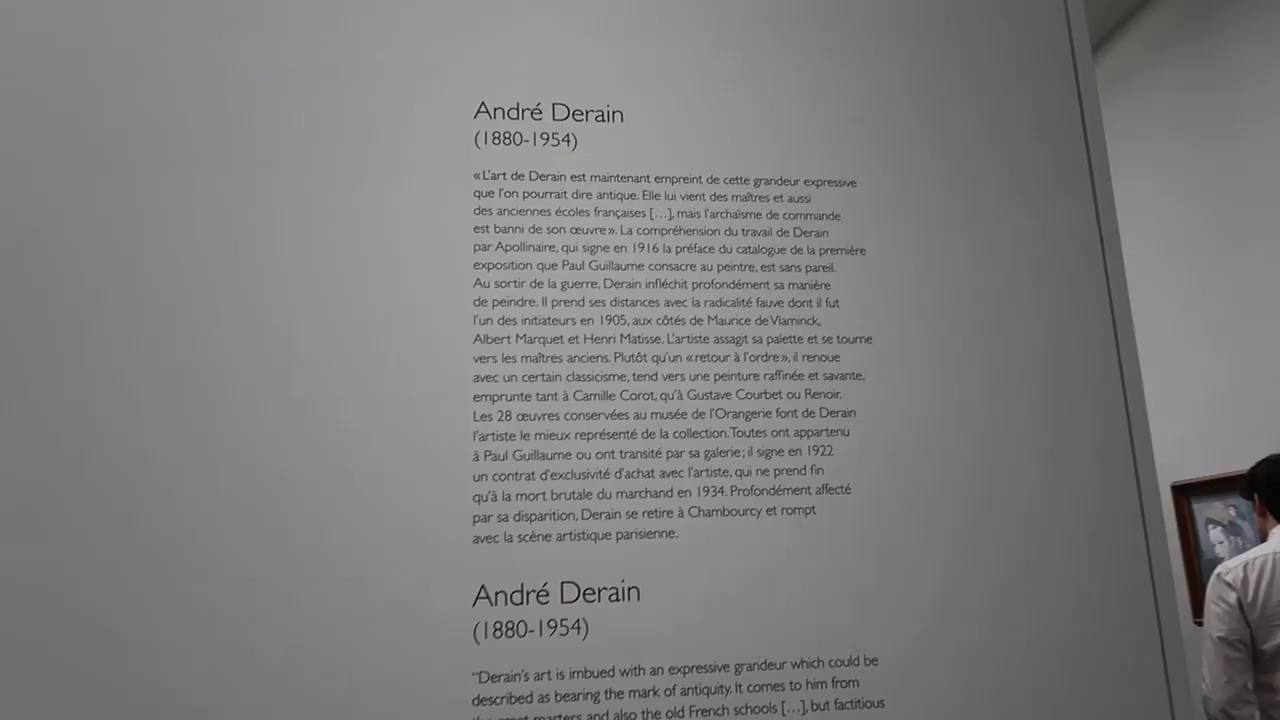 André Derain
(1880-1954)
«L'art de Derain est maintenant empreint de cette grandeur expressive
que l'on pourrait dire antique. Elle lui vient des maîtres et aussi
des anciennes écoles françaises […], mais l'archaïsme de commande
est banni de son œuvre». La compréhension du travail de Derain
par Apollinaire, qui signe en 1916 la préface du catalogue de la première
exposition que Paul Guillaume consacre au peintre, est sans pareil.
Au sortir de la guerre, Derain infléchit profondément sa manière
de peindre. Il prend ses distances avec la radicalité fauve dont il fut
l'un des initiateurs en 1905, aux côtés de Maurice de Vlaminck,
Albert Marquet et Henri Matisse. L'artiste assagit sa palette et se tourne
vers les maîtres anciens. Plutôt qu'un «retour à l'ordre», il renoue
avec un certain classicisme, tend vers une peinture raffinée et savante,
emprunte tant à Camille Corot, qu'à Gustave Courbet ou Renoir.
Les 28 œuvres conservées au musée de l'Orangerie font de Derain
l'artiste le mieux représenté de la collection. Toutes ont appartenu
à Paul Guillaume ou ont transité par sa galerie; il signe en 1922
un contrat d'exclusivité d'achat avec l'artiste, qui ne prend fin
qu'à la mort brutale du marchand en 1934. Profondément affecté
par sa disparition, Derain se retire à Chambourcy et rompt
avec la scène artistique parisienne.
André Derain
(1880-1954)
"Derain's art is imbued with an expressive grandeur which could be
described as bearing the mark of antiquity. It comes to him from
the great masters and also the old French schools […], but factitious